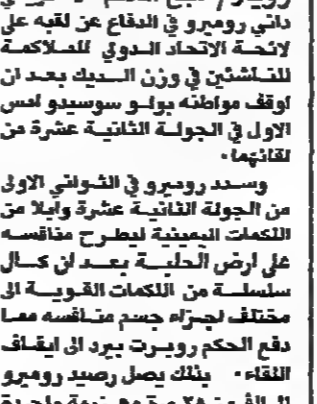 داني روميرو في الدفاع عن لقبه على
لائحة الاتحاد الدولي للملاكمة
للناشئين في وزن الديك بعد ان
اوقف مواطنه بولو سوسيدو امس
الاول في الجولة الثانية عشرة من
لقائهما .
وسدد روميرو في الثواني الاولى
من الجولة الثانية عشرة وابلا من
اللكمات اليمينية ليطرح منافسه
على ارض الحلبة بعد ان كال
سلسلة من اللكمات القوية الى
مختلف اجزاء جسم منافسه مما
دفع الحكم روبرت بيرد الى ايقاف
اللقاء . بذلك يصل رصيد روميرو